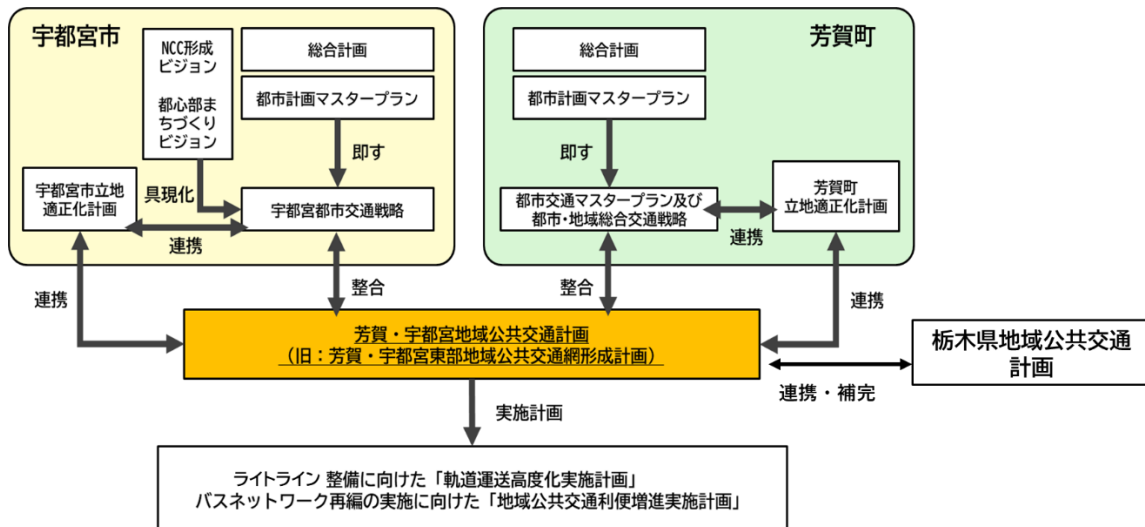 宇都宮市
NCC形成
ビジョン
都心部ま
ちづくり
ビジョン
総合計画
都市計画マスタープラン
即す
具現化
宇都宮市立地
適正化計画
宇都宮都市交通戦略
連携
連携
整合
芳賀町
総合計画
都市計画マスタープラン
即す
都市交通マスタープラン及び
都市・地域総合交通戦略
芳賀町
立地適正化計画
連携
整合
連携
芳賀・宇都宮地域公共交通計画
（旧：芳賀・宇都宮東部地域公共交通網形成計画）
栃木県地域公共交通
計画
連携・補完
実施計画
ライトライン 整備に向けた「軌道運送高度化実施計画」
バスネットワーク再編の実施に向けた「地域公共交通利便増進実施計画」